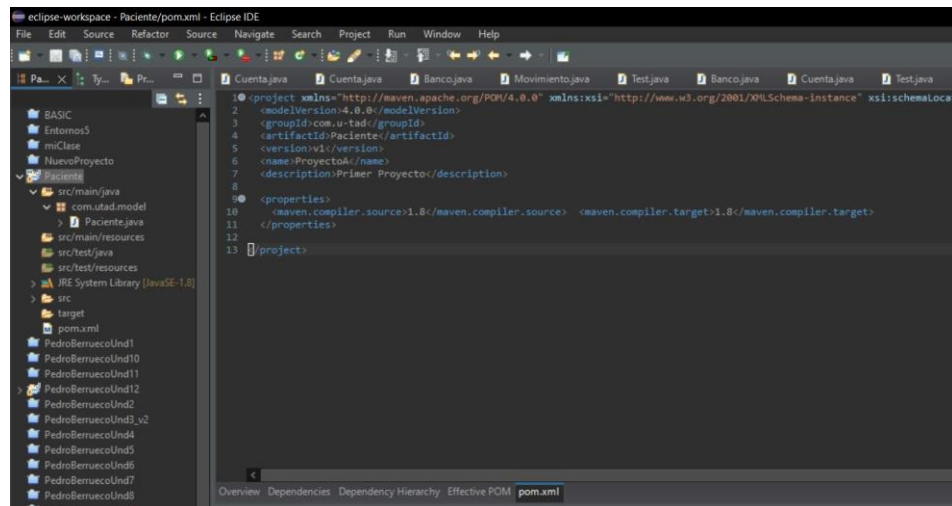 eclipse-workspace - Paciente/pom.xml - Eclipse IDE
File Edit Source Refactor Source Navigate Search Project Run Window Help
Pa... Ty... Pr...
Cuenta.java Cuenta.java Banco.java Movimiento.java Test.java Banco.java Cuenta.java Test.java
BASIC
Entornos5
miClase
NuevoProyecto
Paciente
src/main/java
com.utad.model
Paciente.java
src/main/resources
src/test/java
src/test/resources
JRE System Library [JavaSE-1.8]
src
target
pom.xml
PedroBerruecoUnd1
PedroBerruecoUnd10
PedroBerruecoUnd11
PedroBerruecoUnd12
PedroBerruecoUnd2
PedroBerruecoUnd3_v2
PedroBerruecoUnd4
PedroBerruecoUnd5
PedroBerruecoUnd6
PedroBerruecoUnd7
PedroBerruecoUnd8
1 <project xmlns="http://maven.apache.org/POM/4.0.0" xmlns:xsi="http://www.w3.org/2001/XMLSchema-instance" xsi:schemaLoca
2 <modelVersion>4.0.0</modelVersion>
3 <groupId>com.u-tad</groupId>
4 <artifactId>Paciente</artifactId>
5 <version>v1</version>
6 <name>ProyectoA</name>
7 <description>Primer Proyecto</description>
8
9 <properties>
10 <maven.compiler.source>1.8</maven.compiler.source> <maven.compiler.target>1.8</maven.compiler.target>
11 </properties>
12
13 </project>
Overview Dependencies Dependency Hierarchy Effective POM pom.xml